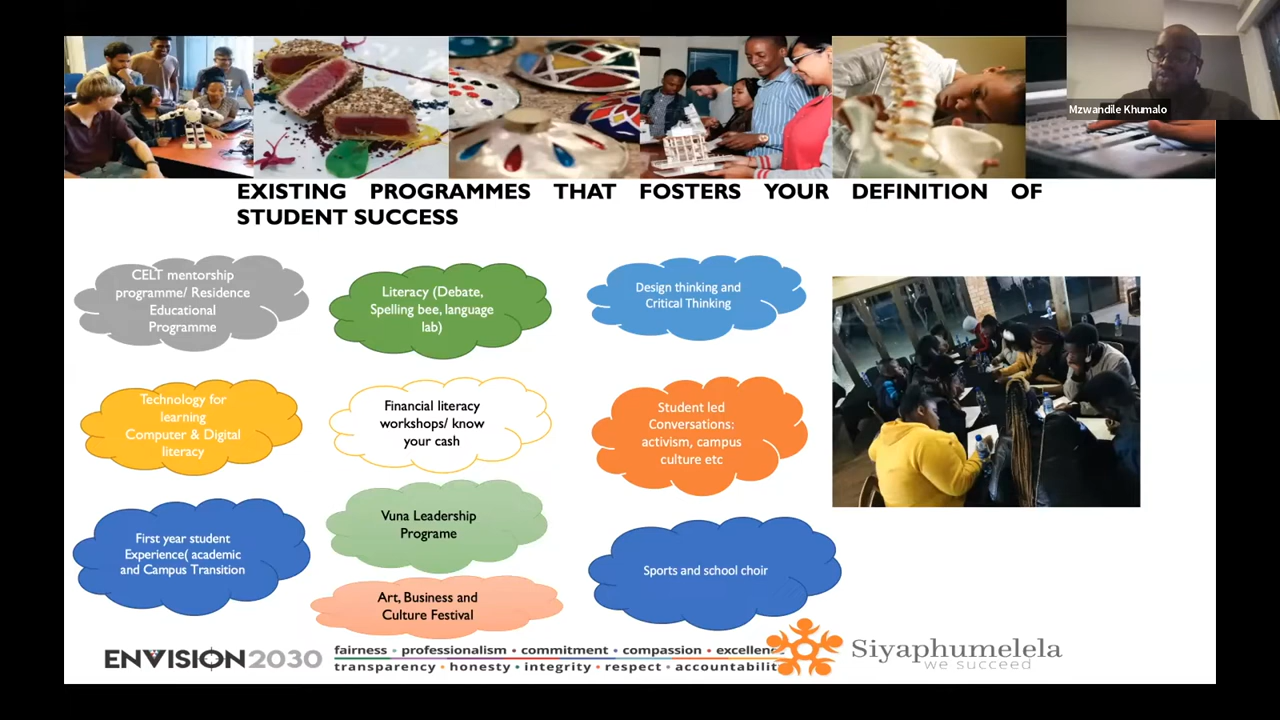 Mzwandile Khumalo
EXISTING PROGRAMMES THAT FOSTERS YOUR DEFINITION OF
STUDENT SUCCESS
CELT mentorship
programme/ Residence
Educational
Programme
Literacy (Debate,
Spelling bee, language
lab)
Design thinking and
Critical Thinking
Technology for
learning
Computer & Digital
literacy
Financial literacy
workshops/ know
your cash
Student led
Conversations:
activism, campus
culture etc
First year student
Experience( academic
and Campus Transition
Vuna Leadership
Programe
Sports and school choir
Art, Business and
Culture Festival
ENVISION2030
fairness • professionalism • commitment • compassion • excellence
transparency • honesty • integrity • respect • accountabilit
Siyaphumelela
we succeed